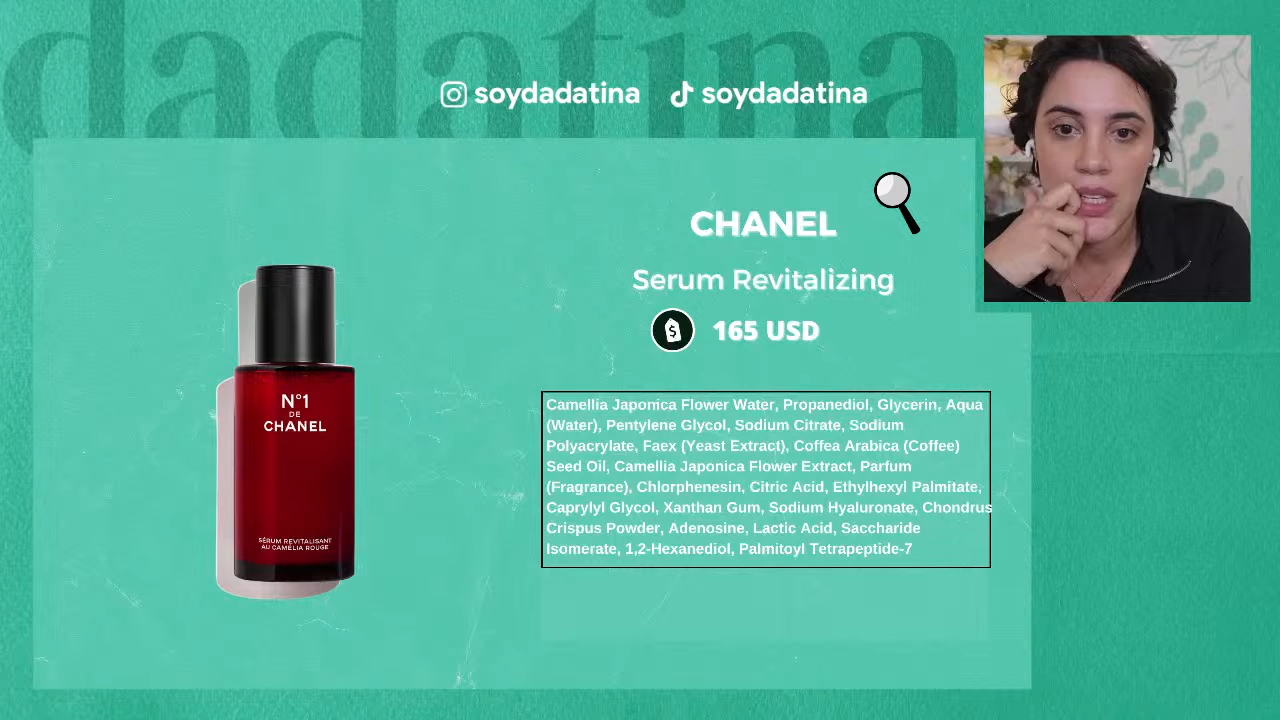 dadatina
soydadatina soydadatina
CHANEL
Serum Revitalizing
$ 165 USD
N°1
DE
CHANEL
SÉRUM REVITALISANT
AU CAMÉLIA ROUGE
Camellia Japonica Flower Water, Propanediol, Glycerin, Aqua
(Water), Pentylene Glycol, Sodium Citrate, Sodium
Polyacrylate, Faex (Yeast Extract), Coffea Arabica (Coffee)
Seed Oil, Camellia Japonica Flower Extract, Parfum
(Fragrance), Chlorphenesin, Citric Acid, Ethylhexyl Palmitate,
Caprylyl Glycol, Xanthan Gum, Sodium Hyaluronate, Chondrus
Crispus Powder, Adenosine, Lactic Acid, Saccharide
Isomerate, 1,2-Hexanediol, Palmitoyl Tetrapeptide-7